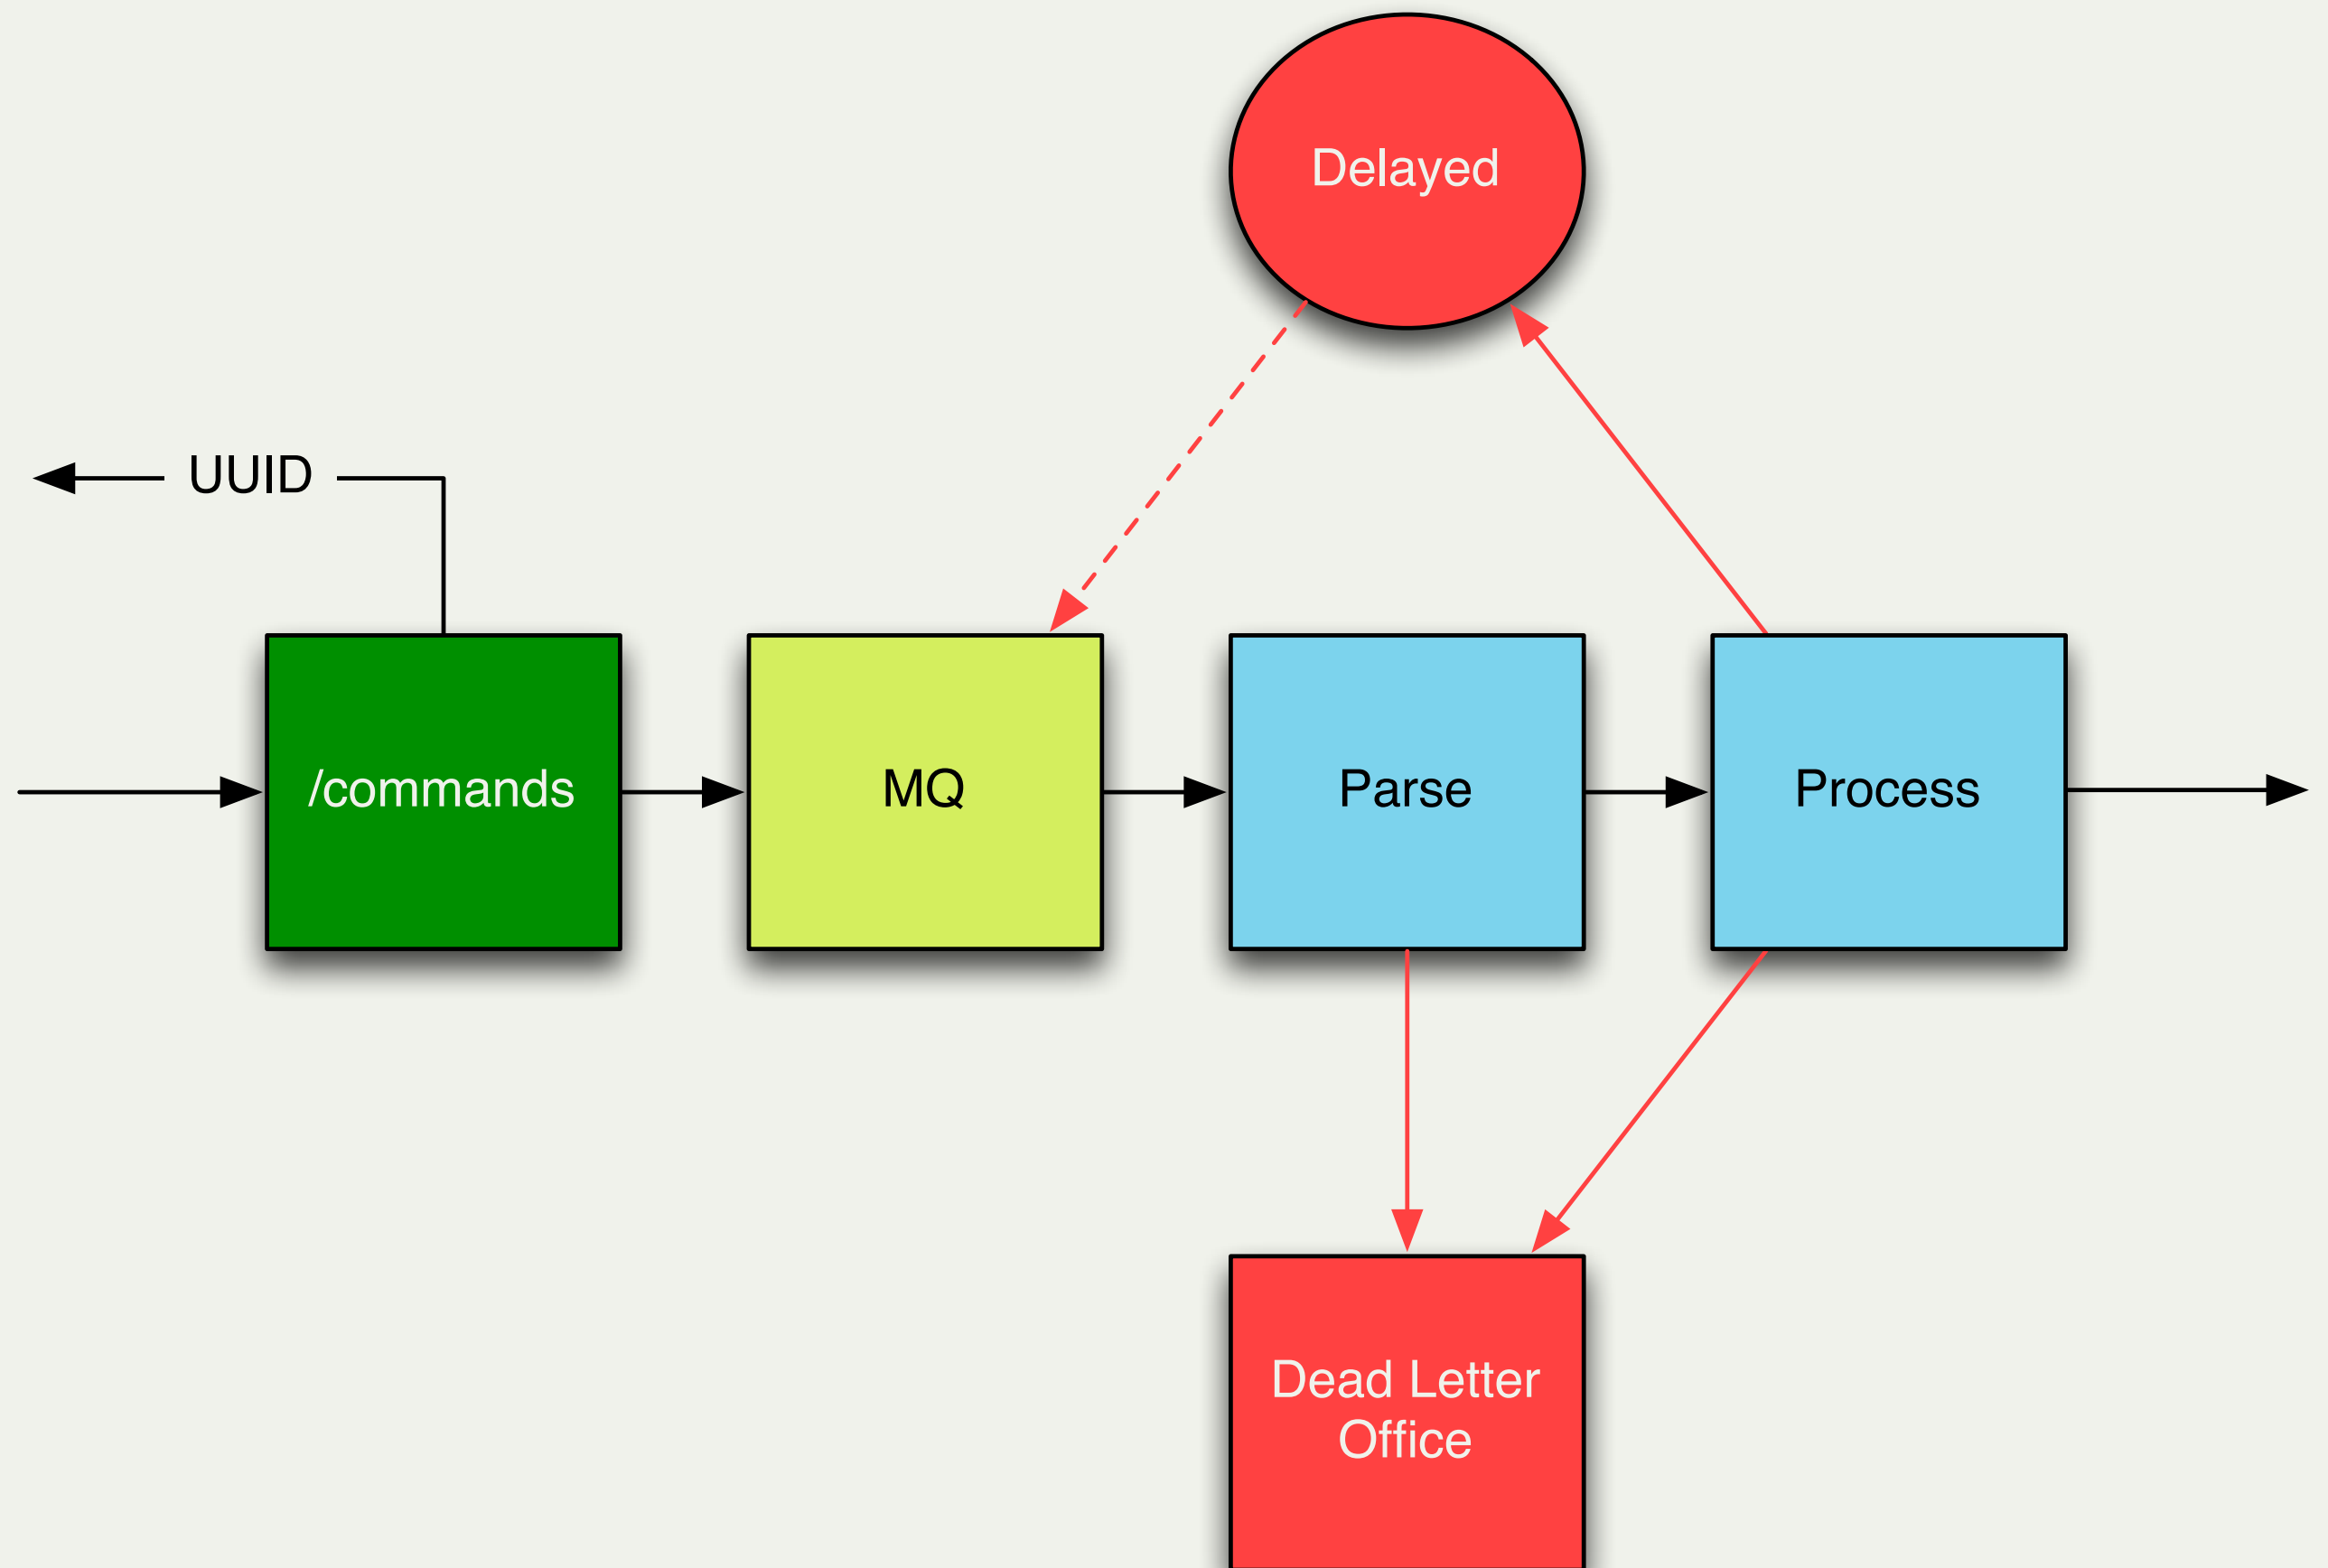 Delayed
UUID
/commands
MQ
Parse
Process
Dead Letter
Office